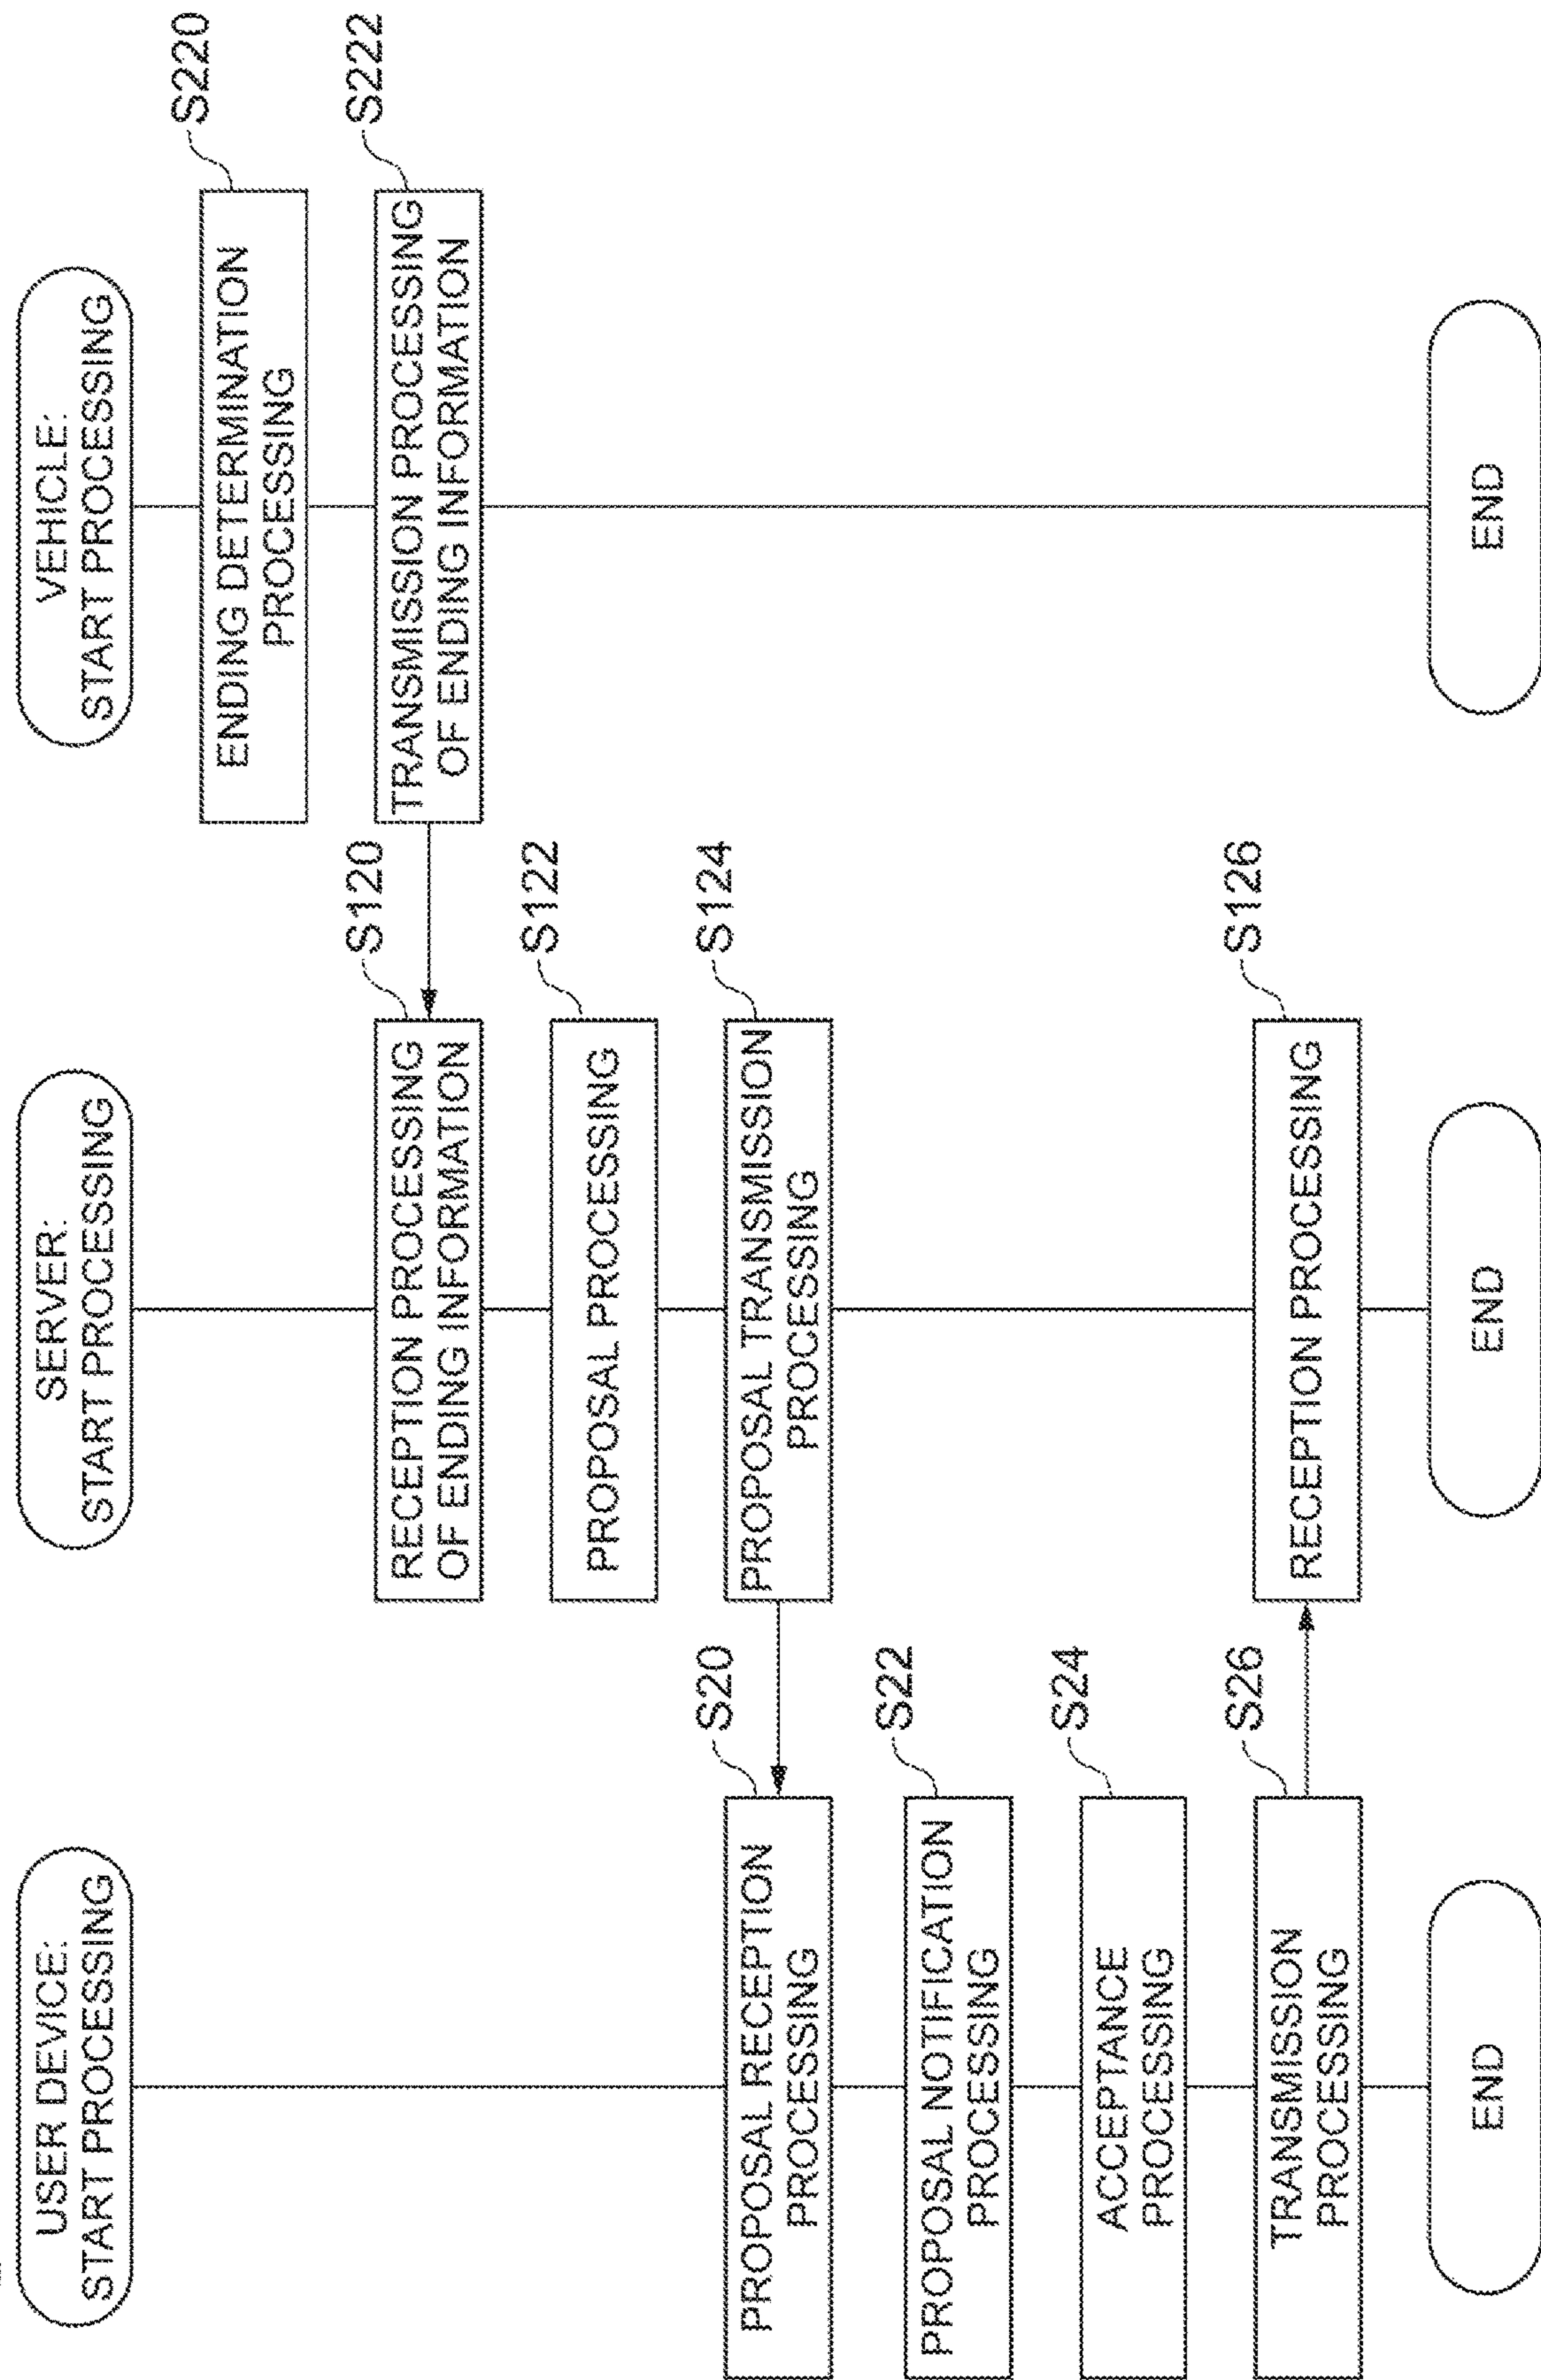 USER DEVICE:
START PROCESSING
PROPOSAL RECEPTION
PROCESSING
S20
PROPOSAL NOTIFICATION
PROCESSING
S22
ACCEPTANCE
PROCESSING
S24
TRANSMISSION
PROCESSING
S26
END
SERVER:
START PROCESSING
RECEPTION PROCESSING
OF ENDING INFORMATION
S120
PROPOSAL PROCESSING
S122
PROPOSAL TRANSMISSION
PROCESSING
S124
RECEPTION PROCESSING
S126
END
VEHICLE:
START PROCESSING
ENDING DETERMINATION
PROCESSING
S220
TRANSMISSION PROCESSING
OF ENDING INFORMATION
S222
END